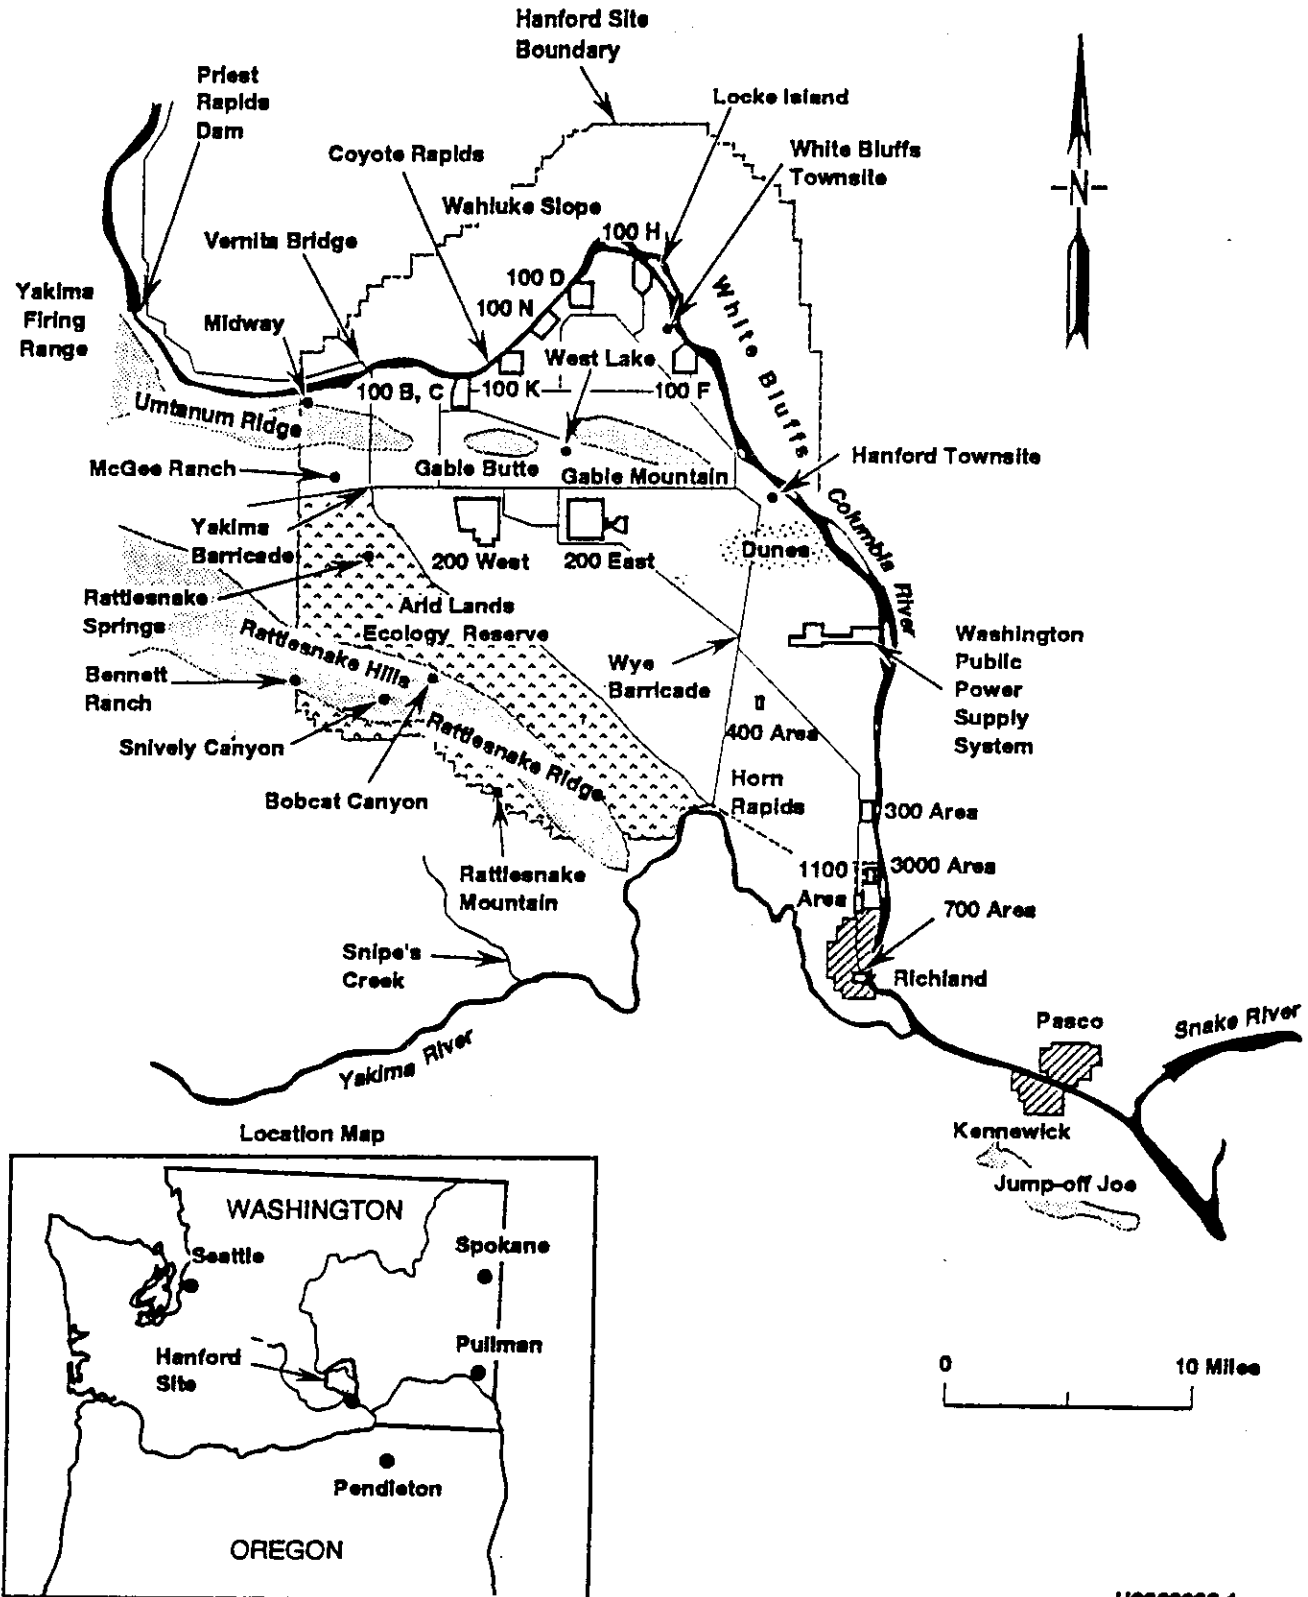 Hanford Site
Boundary
Priest
Rapids
Dam
Locke Island
Coyote Rapids
White Bluffs
Townsite
Wahluke Slope
N
Vernita Bridge
100 H
100 D
Yakima
Firing
Range
100 N
Midway
White Bluffs
West Lake
100 B, C
100 K
100 F
Umtanum Ridge
McGee Ranch
Gable Butte
Gable Mountain
Hanford Townsite
Columbia River
Yakima
Barricade
200 West
200 East
Dunes
Rattlesnake
Springs
Arid Lands
Ecology Reserve
Rattlesnake Hills
Bennett
Ranch
Wye
Barricade
Washington
Public
Power
Supply
System
Snively Canyon
400 Area
Rattlesnake Ridge
Bobcat Canyon
Horn
Rapids
300 Area
Rattlesnake
Mountain
1100
Area
3000 Area
700 Area
Snipe's
Creek
Richland
Yakima River
Pasco
Snake River
Kennewick
Jump-off Joe
Location Map
WASHINGTON
Seattle
Spokane
Hanford
Site
Pullman
Pendleton
OREGON
0
10 Miles